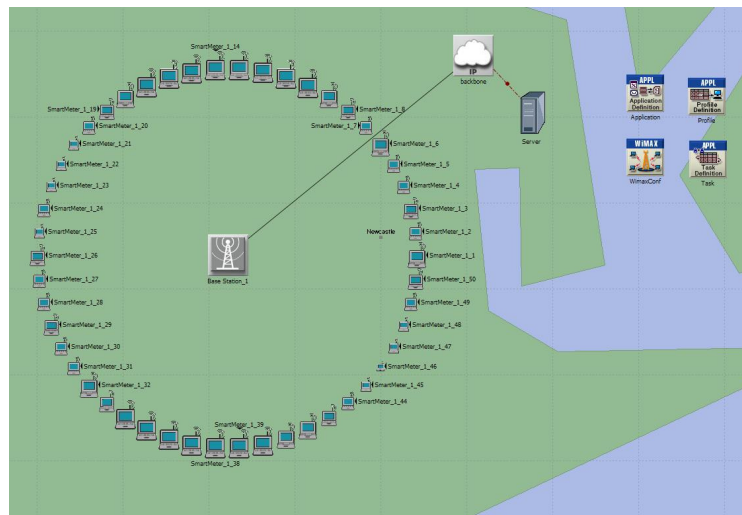 SmartMeter_1_14
SmartMeter_1_19
SmartMeter_1_8
SmartMeter_1_20
SmartMeter_1_7
SmartMeter_1_21
SmartMeter_1_6
SmartMeter_1_22
SmartMeter_1_5
SmartMeter_1_23
SmartMeter_1_4
SmartMeter_1_24
SmartMeter_1_3
SmartMeter_1_25
Newcastle
SmartMeter_1_2
SmartMeter_1_26
SmartMeter_1_1
SmartMeter_1_27
Base Station_1
SmartMeter_1_50
SmartMeter_1_28
SmartMeter_1_49
SmartMeter_1_29
SmartMeter_1_48
SmartMeter_1_30
SmartMeter_1_47
SmartMeter_1_31
SmartMeter_1_46
SmartMeter_1_32
SmartMeter_1_45
SmartMeter_1_44
SmartMeter_1_39
SmartMeter_1_38
IP
backbone
Server
APPL
Application
Definition
Application
APPL
Profile
Definition
Profile
WiMAX
WimaxConf
APPL
Task
Definition
Task